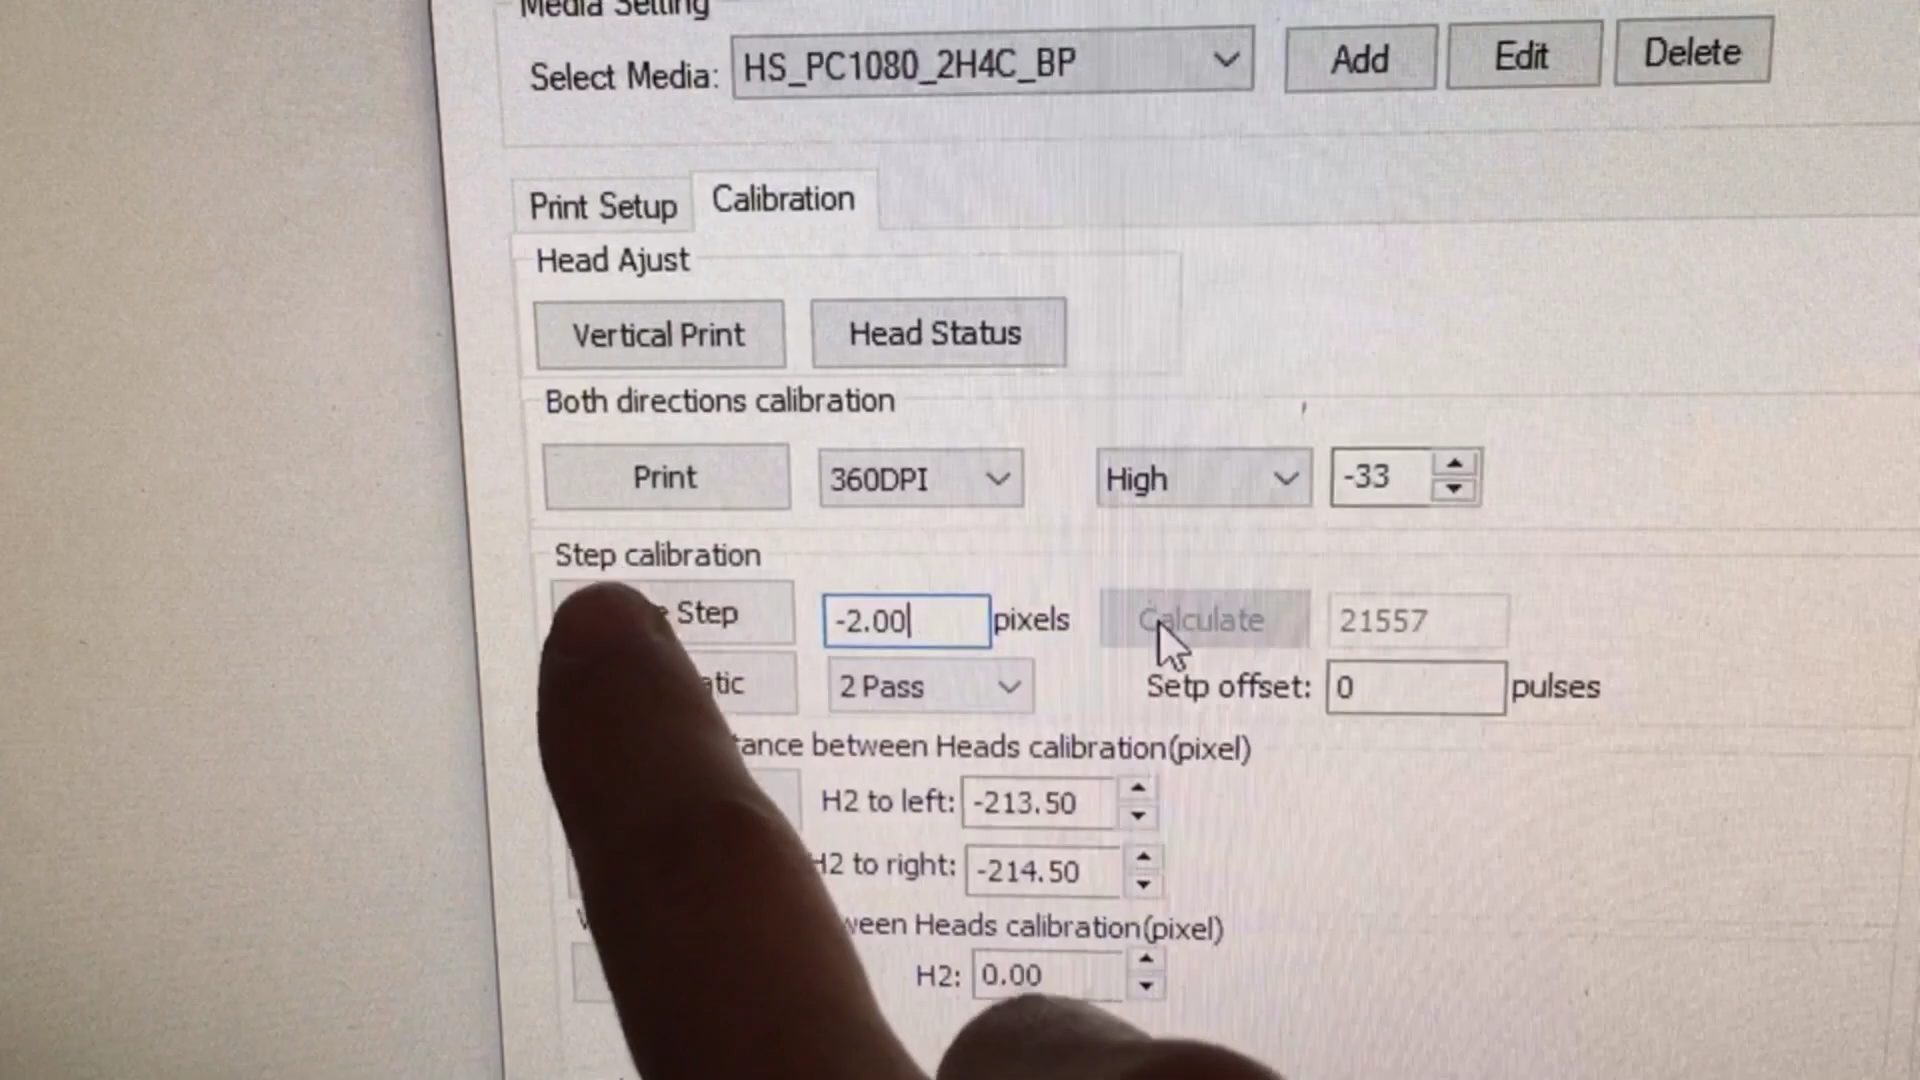 Media Setting
Select Media: HS_PC1080_2H4C_BP Add Edit Delete
Print Setup Calibration
Head Ajust
Vertical Print Head Status
Both directions calibration
Print 360DPI High -33
Step calibration
Step -2.00 pixels Calculate 21557
2 Pass Setp offset: 0 pulses
between Heads calibration(pixel)
H2 to left: -213.50
H2 to right: -214.50
Heads calibration(pixel)
H2: 0.00